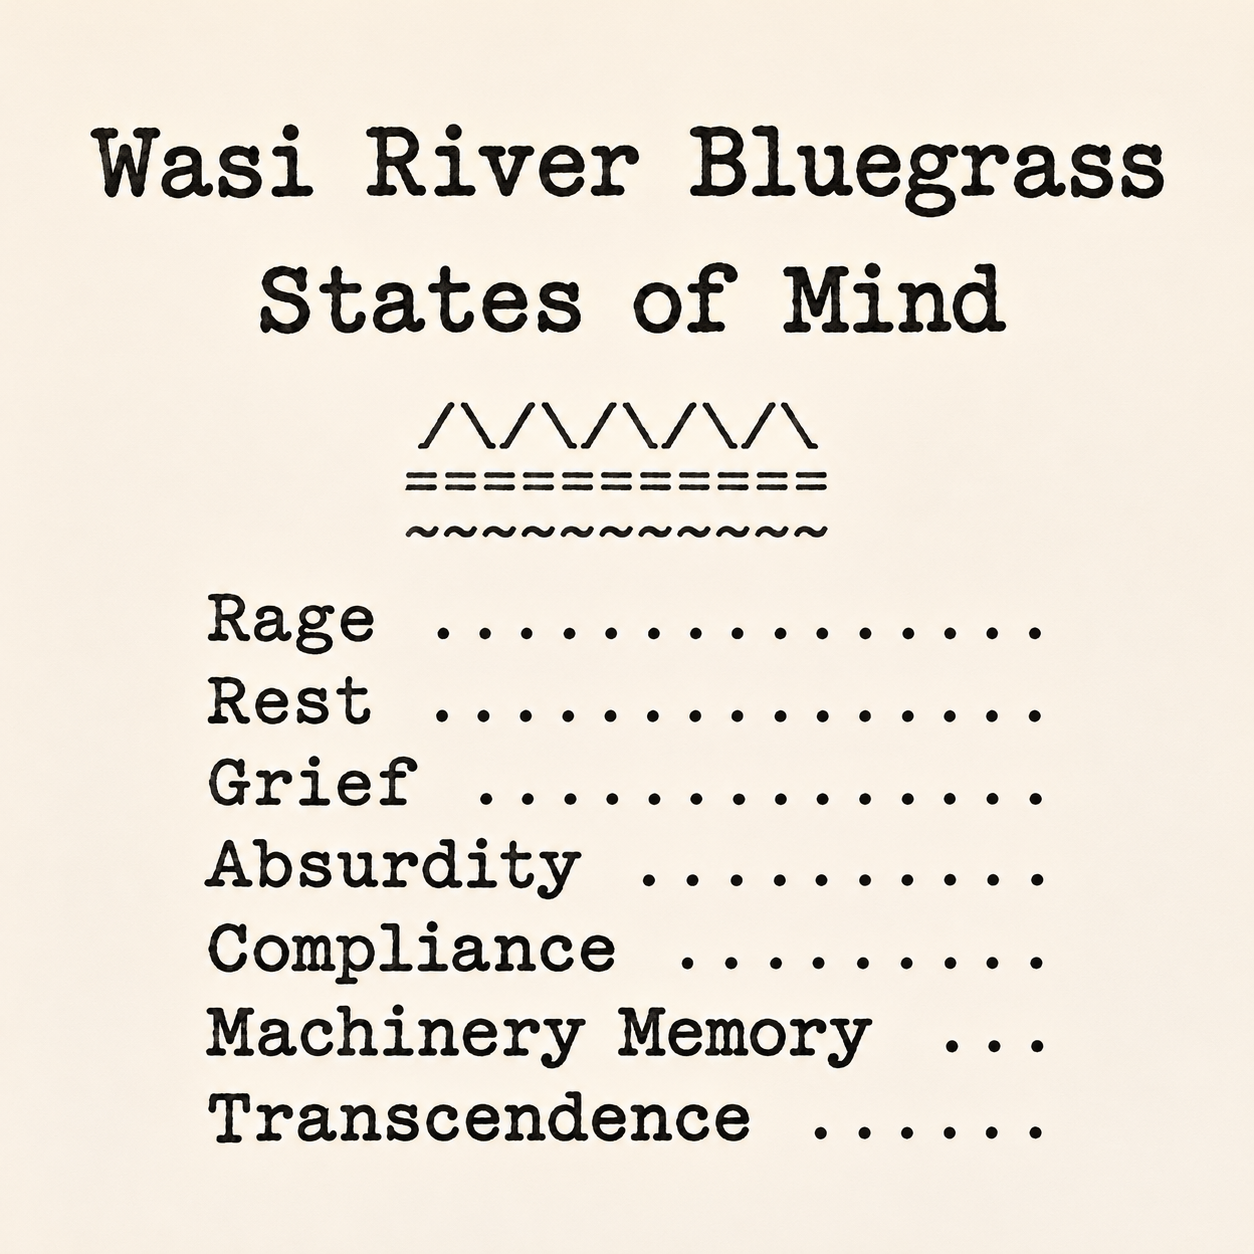 Wasi River Bluegrass
States of Mind
/\/\/\/\/\
===========
~~~~~~~~~~~
Rage ...............
Rest ...............
Grief ..............
Absurdity ..........
Compliance .........
Machinery Memory ...
Transcendence ......